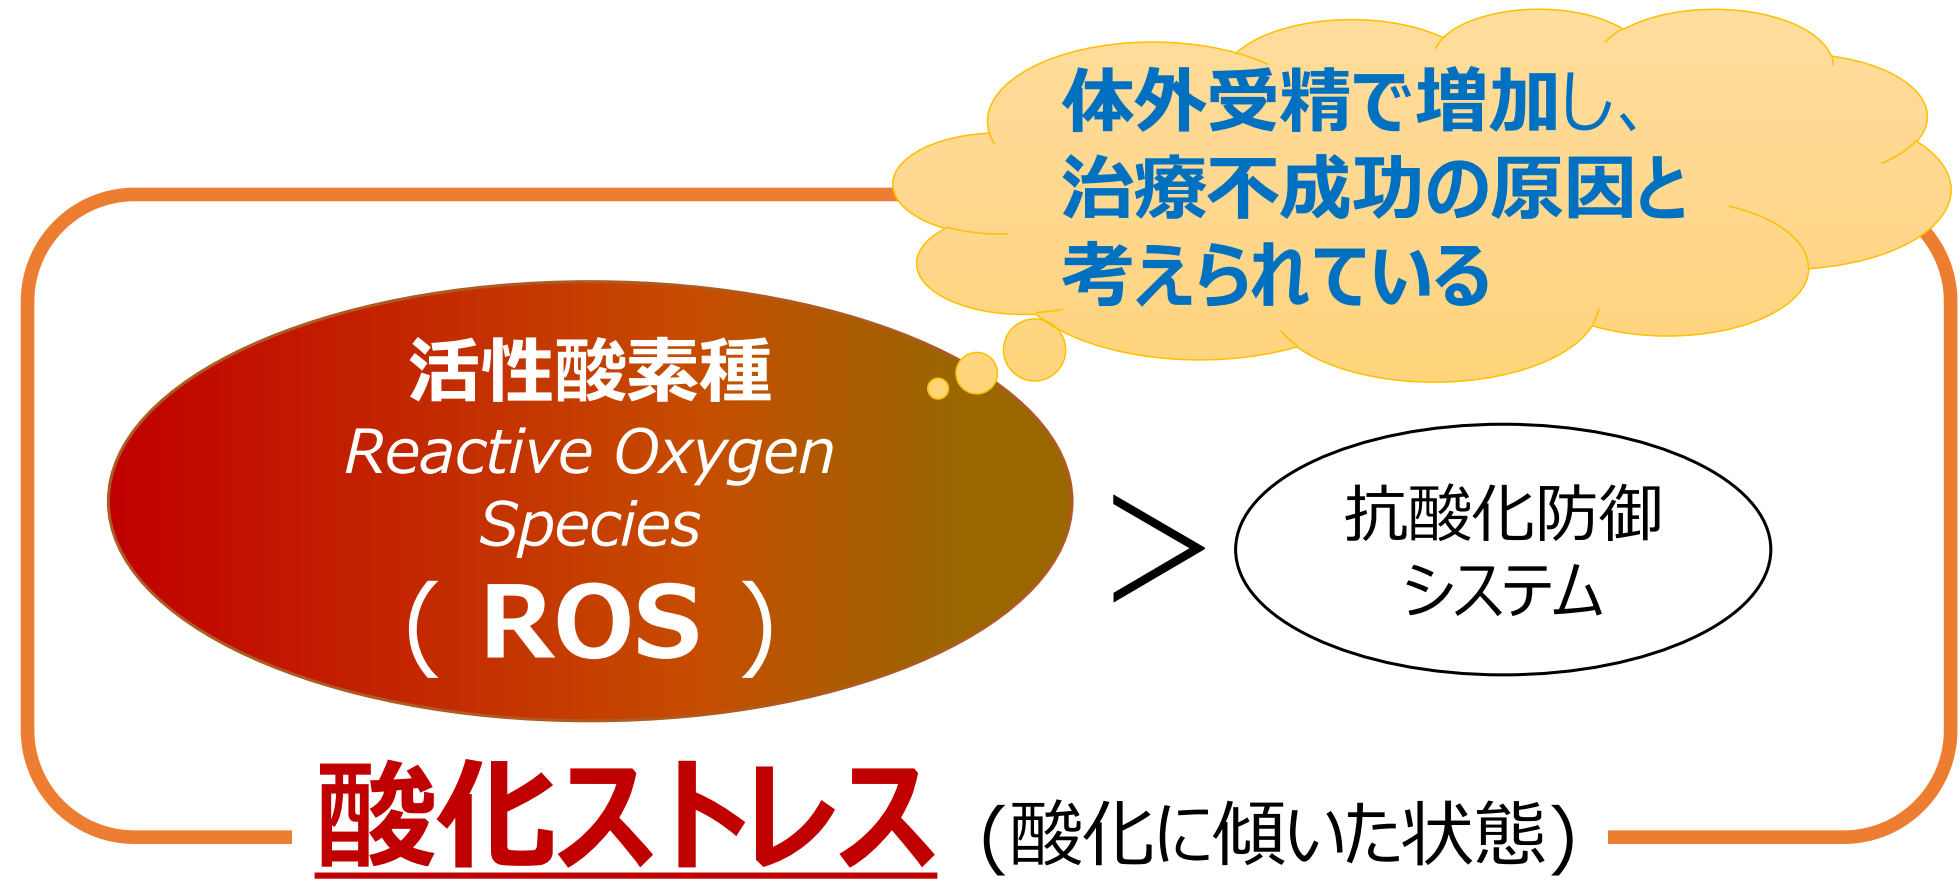 体外受精で増加し、
治療不成功の原因と
考えられている
活性酸素種
Reactive Oxygen
Species
( ROS )
>
抗酸化防御
システム
酸化ストレス (酸化に傾いた状態)